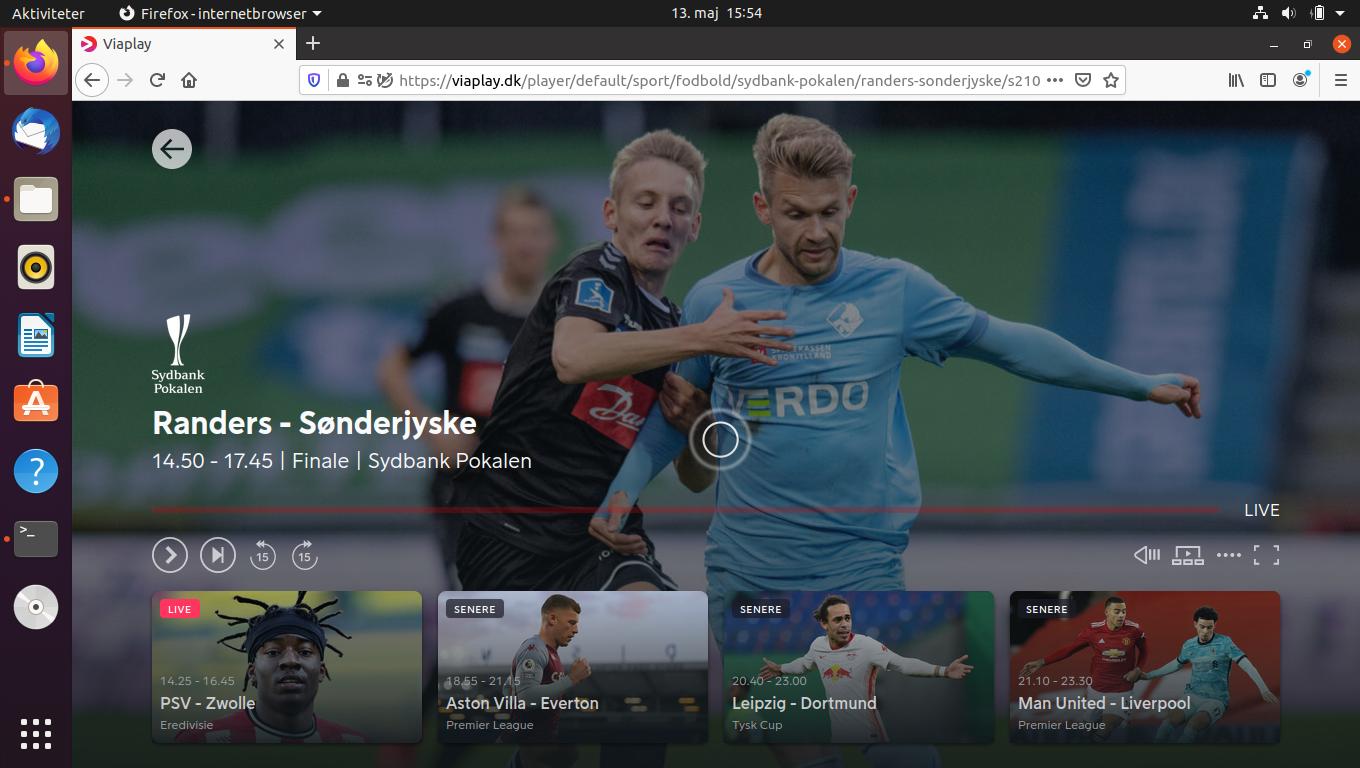 Aktiviteter
Firefox - internetbrowser
13. maj 15:54
Viaplay
https://viaplay.dk/player/default/sport/fodbold/sydbank-pokalen/randers-sonderjyske/s210
Sydbank
Pokalen
Randers - Sønderjyske
14.50 - 17.45 | Finale | Sydbank Pokalen
KRONJYLLAND
VERDO
LIVE
15
15
LIVE
14.25 - 16.45
PSV - Zwolle
Eredivisie
SENERE
18.55 - 21.15
Aston Villa - Everton
Premier League
SENERE
20.40 - 23.00
Leipzig - Dortmund
Tysk Cup
SENERE
21.10 - 23.30
Man United - Liverpool
Premier League